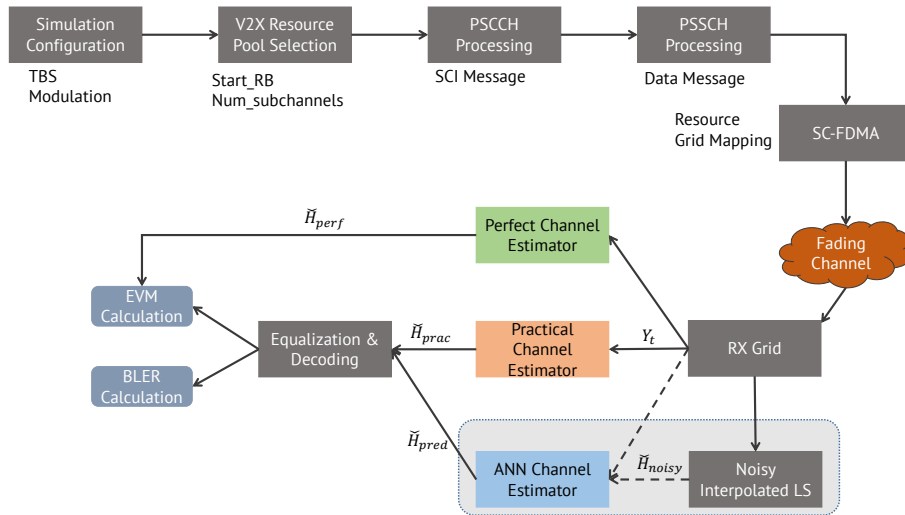 Simulation
Configuration
V2X Resource
Pool Selection
PSCCH
Processing
PSSCH
Processing
TBS
Modulation
Start_RB
Num_subchannels
SCI Message
Data Message
Resource
Grid Mapping
SC-FDMA
Fading
Channel
H̆perf
Perfect Channel
Estimator
EVM
Calculation
Equalization &
Decoding
H̆prac
Practical
Channel
Estimator
Yt
RX Grid
BLER
Calculation
H̆pred
ANN Channel
Estimator
H̆noisy
Noisy
Interpolated LS